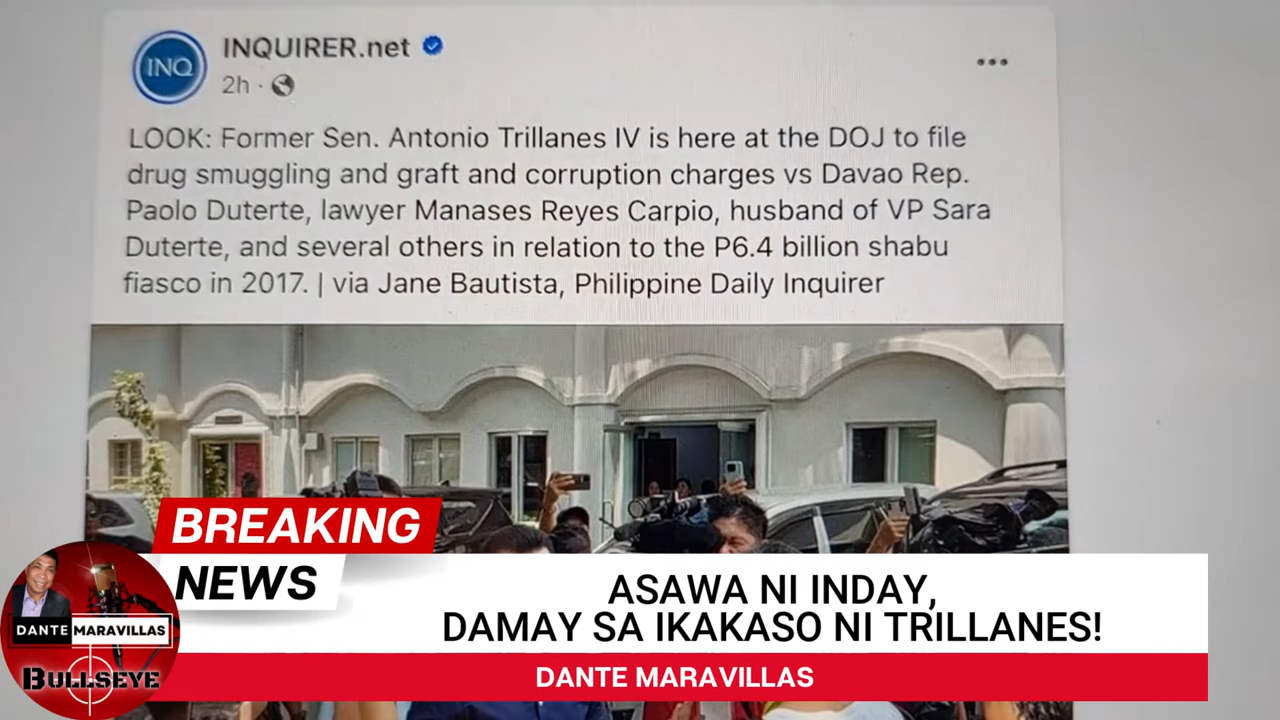 INQ
INQUIRER.net
2h ·
LOOK: Former Sen. Antonio Trillanes IV is here at the DOJ to file
drug smuggling and graft and corruption charges vs Davao Rep.
Paolo Duterte, lawyer Manases Reyes Carpio, husband of VP Sara
Duterte, and several others in relation to the P6.4 billion shabu
fiasco in 2017. | via Jane Bautista, Philippine Daily Inquirer
BREAKING
NEWS
ASAWA NI INDAY,
DAMAY SA IKAKASO NI TRILLANES!
DANTE MARAVILLAS
DANTE MARAVILLAS
BULLSEYE